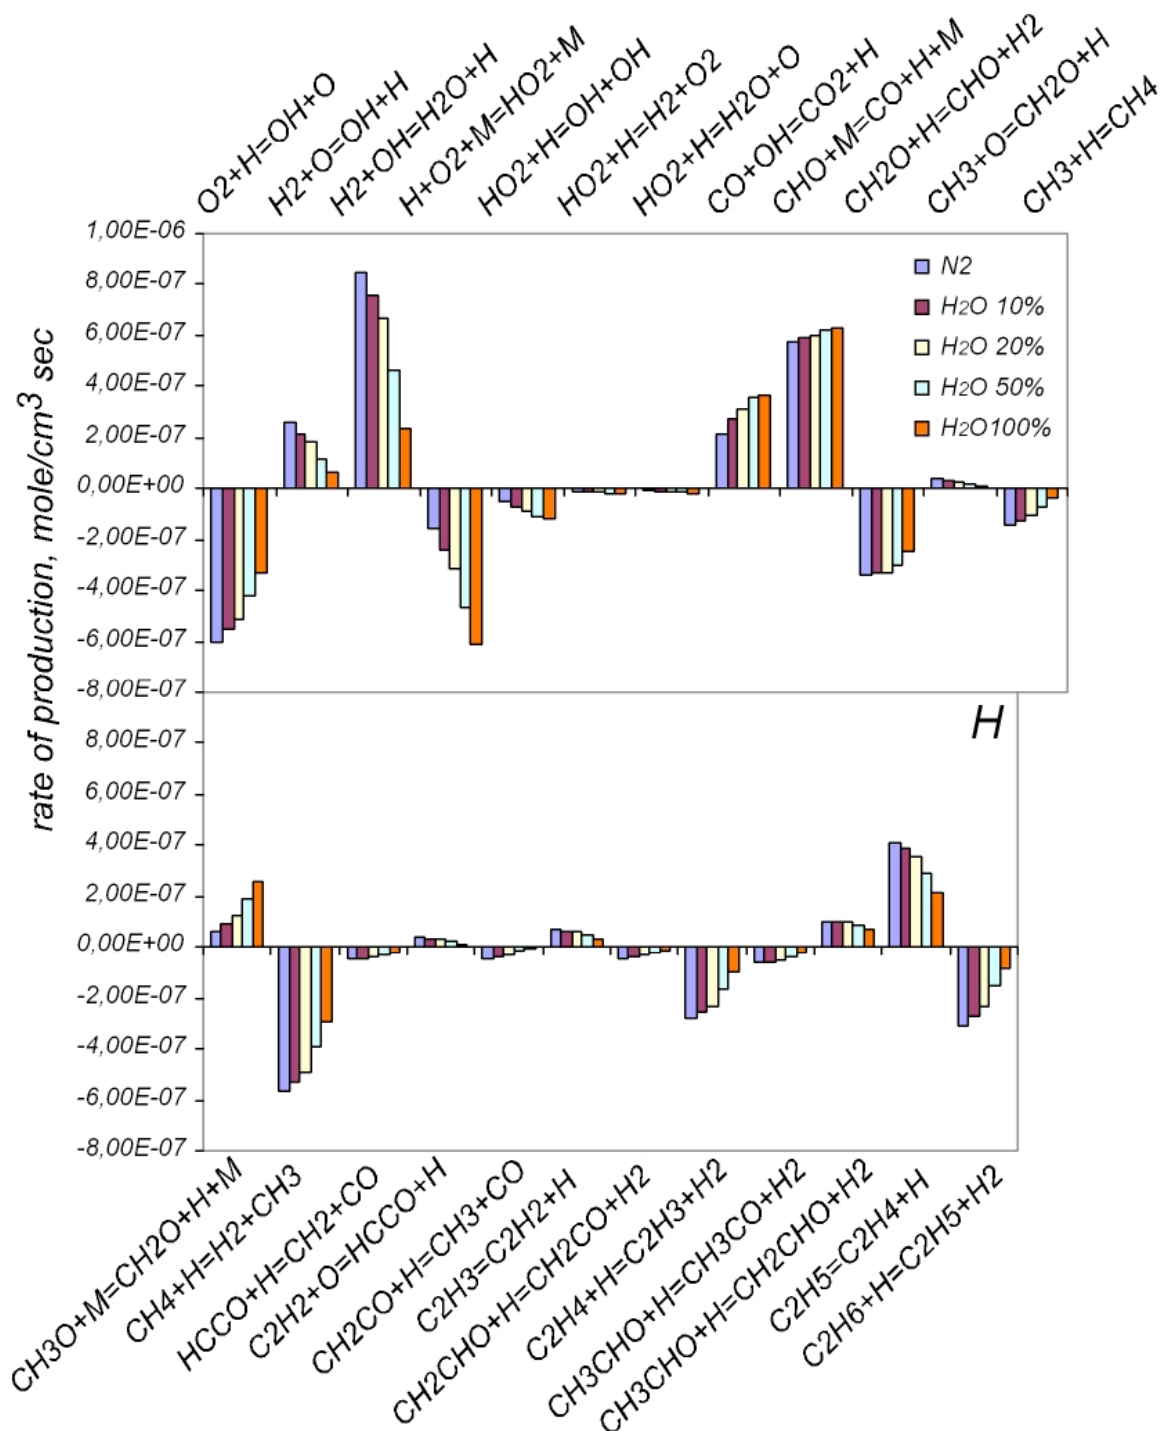 O2+H=OH+O
H2+O=OH+H
H2+OH=H2O+H
H+O2+M=HO2+M
HO2+H=OH+OH
HO2+H=H2+O2
HO2+H=H2O+O
CO+OH=CO2+H
CHO+M=CO+H+M
CH2O+H=CHO+H2
CH3+O=CH2O+H
CH3+H=CH4
rate of production, mole/cm³ sec
1,00E-06
8,00E-07
6,00E-07
4,00E-07
2,00E-07
0,00E+00
-2,00E-07
-4,00E-07
-6,00E-07
-8,00E-07
N2
H2O 10%
H2O 20%
H2O 50%
H2O100%
H
8,00E-07
6,00E-07
4,00E-07
2,00E-07
0,00E+00
-2,00E-07
-4,00E-07
-6,00E-07
-8,00E-07
CH3O+M=CH2O+H+M
CH4+H=H2+CH3
HCCO+H=CH2+CO
C2H2+O=HCCO+H
CH2CO+H=CH3+CO
C2H3=C2H2+H
CH2CHO+H=CH2CO+H2
C2H4+H=C2H3+H2
CH3CHO+H=CH3CO+H2
CH3CHO+H=CH2CHO+H2
C2H5=C2H4+H
C2H6+H=C2H5+H2